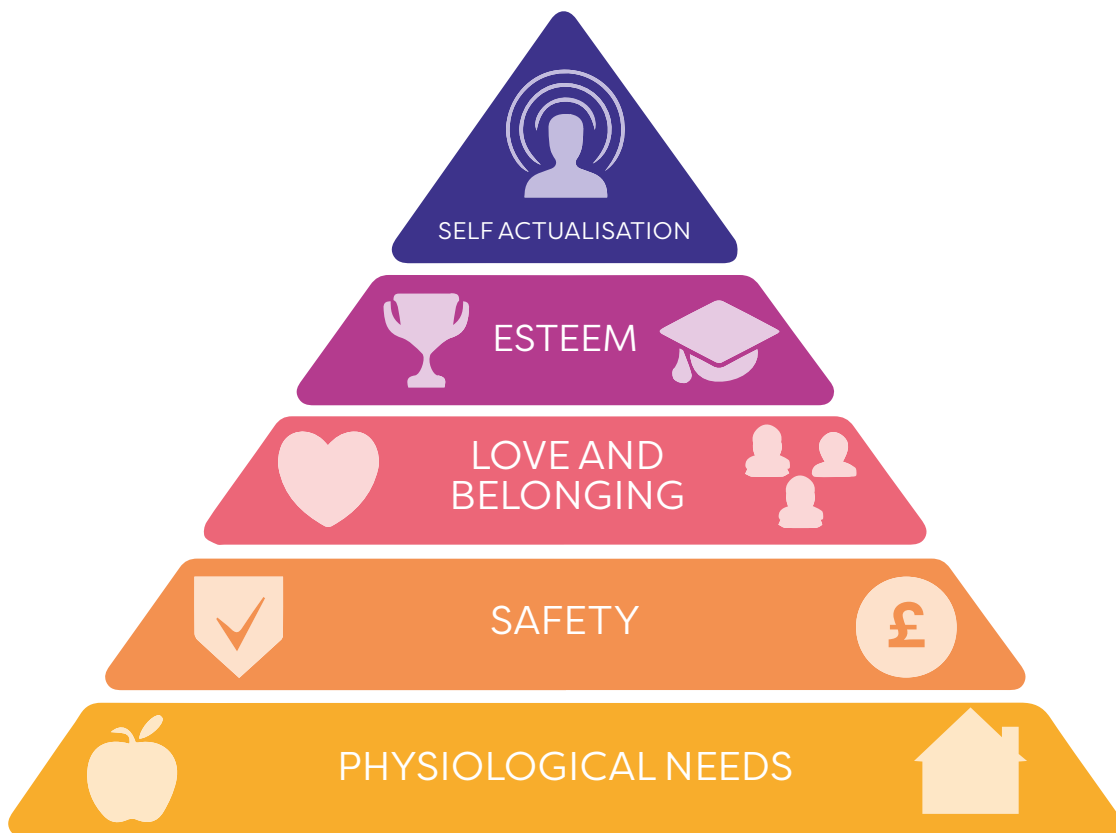 SELF ACTUALISATION
ESTEEM
LOVE AND
BELONGING
SAFETY
£
PHYSIOLOGICAL NEEDS